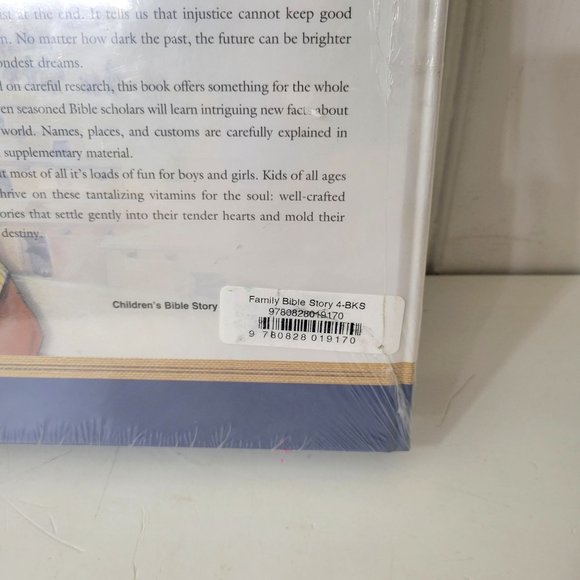 st at the end. It tells us that injustice cannot keep good
n. No matter how dark the past, the future can be brighter
ondest dreams.
on careful research, this book offers something for the whole
en seasoned Bible scholars will learn intriguing new facts about
world. Names, places, and customs are carefully explained in
supplementary material.
t most of all it's loads of fun for boys and girls. Kids of all ages
hrive on these tantalizing vitamins for the soul: well-crafted
ories that settle gently into their tender hearts and mold their
destiny.
Children's Bible Story
Family Bible Story 4-BKS
9780828019170
9 780828 019170